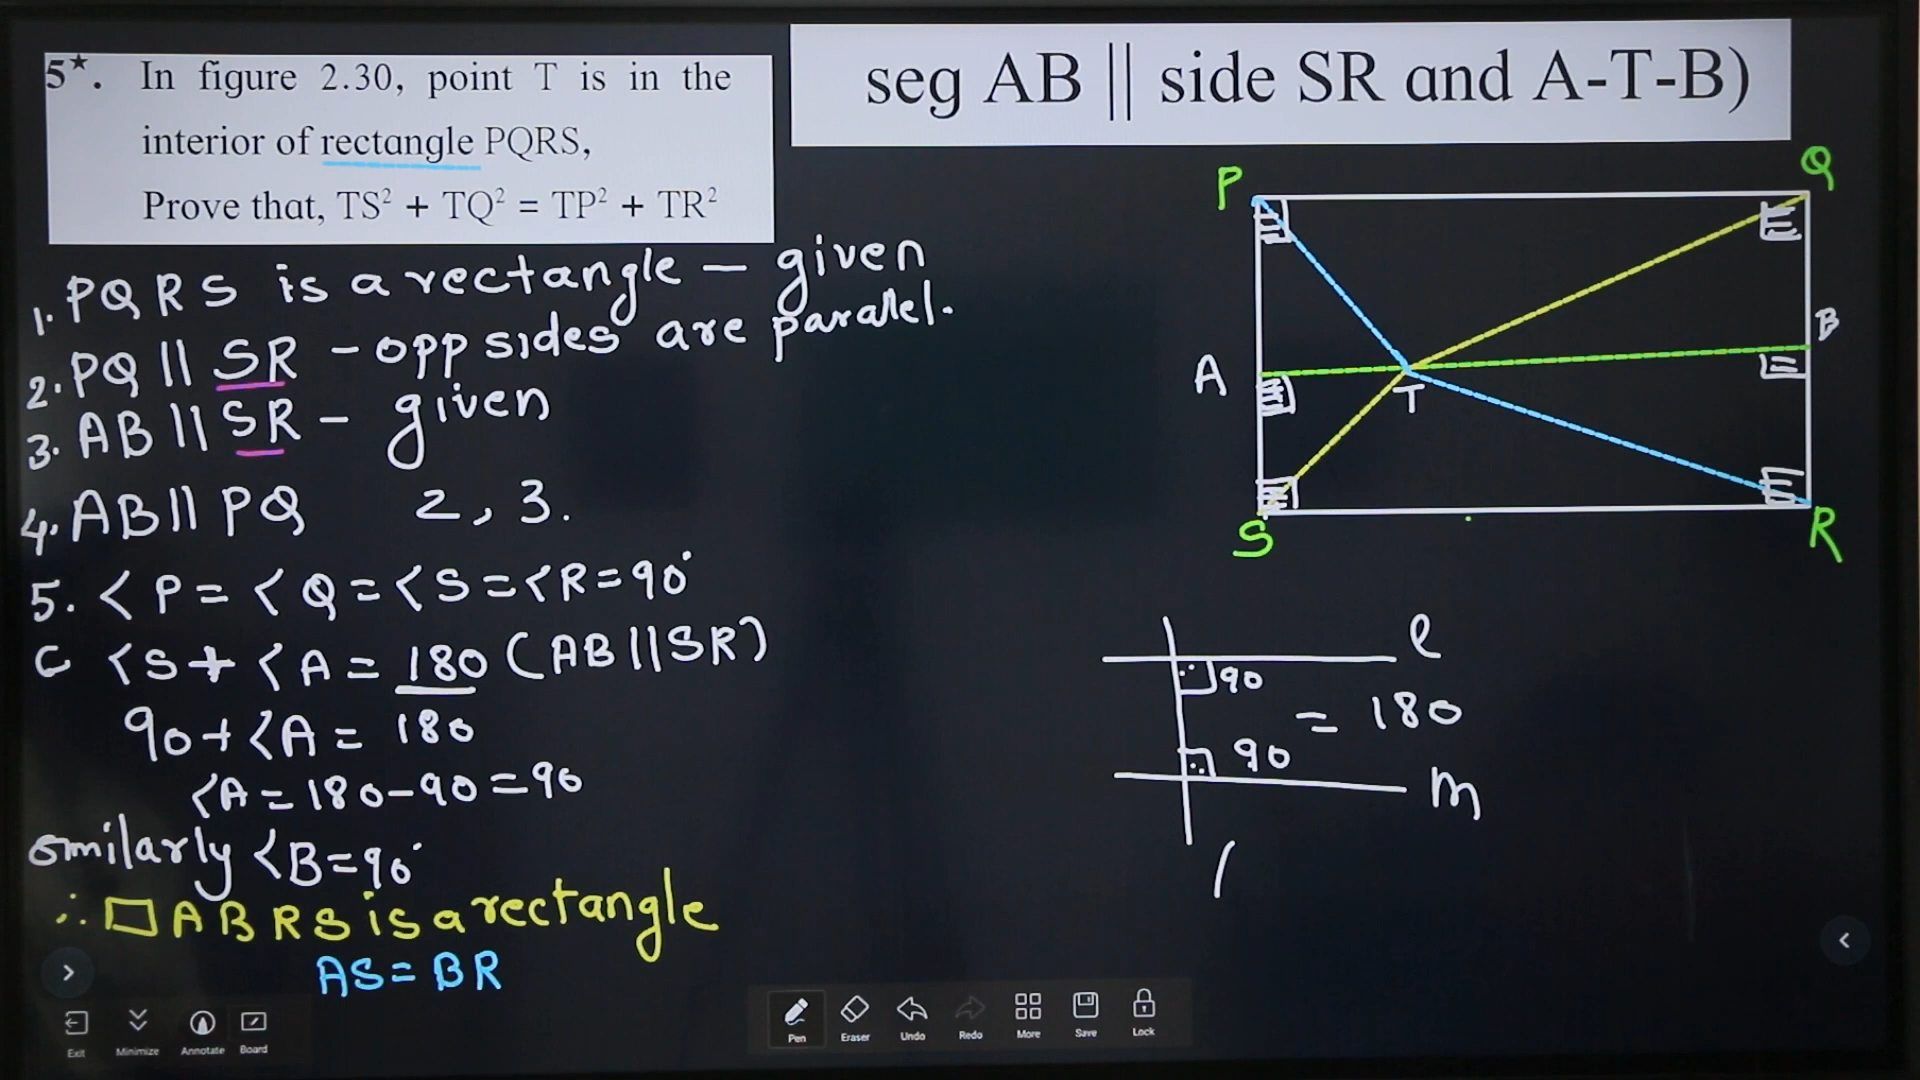 5★. In figure 2.30, point T is in the
interior of rectangle PQRS,
Prove that, TS² + TQ² = TP² + TR²
seg AB || side SR and A-T-B)
1. PQRS is a rectangle – given
2. PQ || SR – opp sides are parallel.
3. AB || SR – given
4. AB || PQ 2, 3.
5. <P = <Q = <S = <R = 90°
<S + <A = 180 (AB || SR)
90 + <A = 180
<A = 180 – 90 = 90
similarly <B = 90°
∴ □ ABRS is a rectangle
AS = BR
P
Q
A
B
T
S
R
l
90
= 180
90
m
Exit
Minimize
Annotate
Board
Pen
Eraser
Undo
Redo
More
Save
Lock